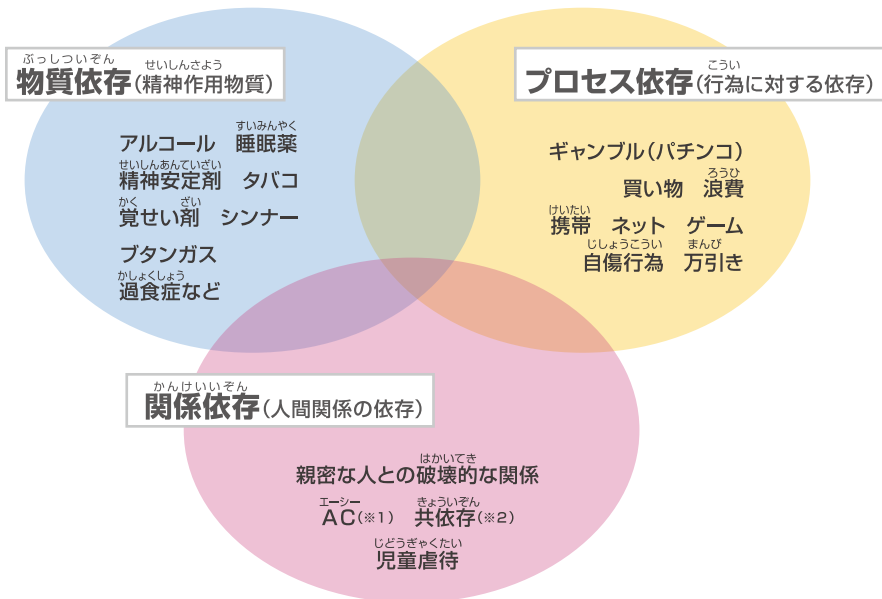 ぶっしついぞん せいしんさよう
物質依存(精神作用物質)
すいみんやく
アルコール 睡眠薬
せいしんあんていざい
精神安定剤 タバコ
かく ざい
覚せい剤 シンナー
ブタンガス
かしょくしょう
過食症など
こうい
プロセス依存(行為に対する依存)
ギャンブル(パチンコ)
ろうひ
買い物 浪費
けいたい
携帯 ネット ゲーム
じしょうこうい まんび
自傷行為 万引き
かんけいいぞん
関係依存(人間関係の依存)
はかいてき
親密な人との破壊的な関係
エーシー きょういぞん
AC(※1) 共依存(※2)
じどうぎゃくたい
児童虐待